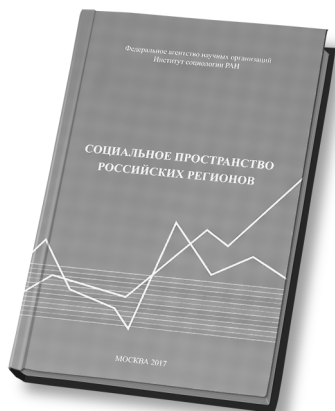 Федеральное агентство научных организаций
Институт социологии РАН
СОЦИАЛЬНОЕ ПРОСТРАНСТВО
РОССИЙСКИХ РЕГИОНОВ
МОСКВА 2017